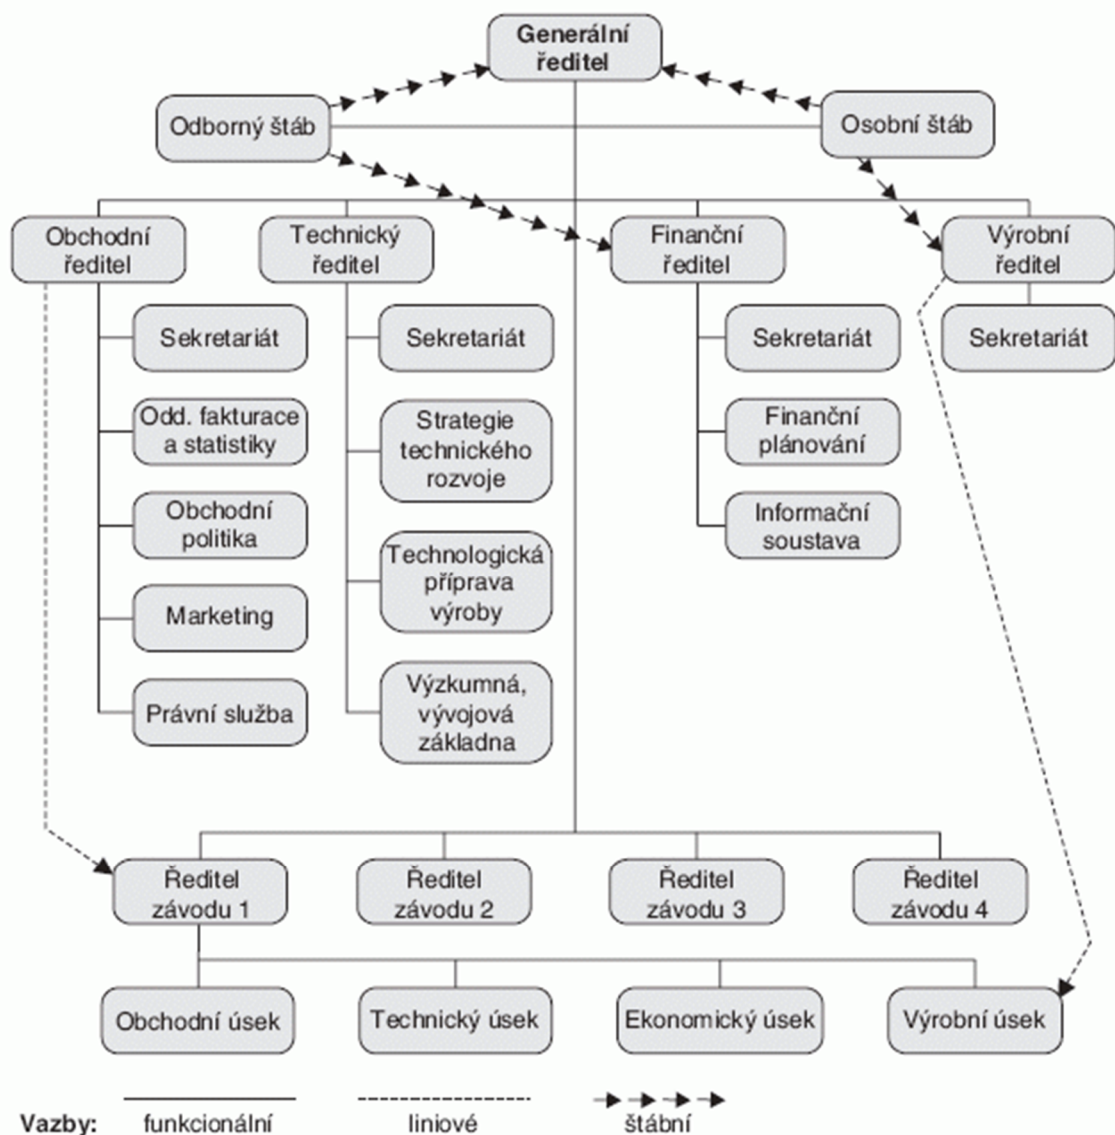 Generální
ředitel
Odborný štáb
Osobní štáb
Obchodní
ředitel
Technický
ředitel
Finanční
ředitel
Výrobní
ředitel
Sekretariát
Sekretariát
Sekretariát
Sekretariát
Odd. fakturace
a statistiky
Strategie
technického
rozvoje
Finanční
plánování
Obchodní
politika
Technologická
příprava
výroby
Informační
soustava
Marketing
Právní služba
Výzkumná,
vývojová
základna
Ředitel
závodu 1
Ředitel
závodu 2
Ředitel
závodu 3
Ředitel
závodu 4
Obchodní úsek
Technický úsek
Ekonomický úsek
Výrobní úsek
Vazby: funkcionální liniové štábní